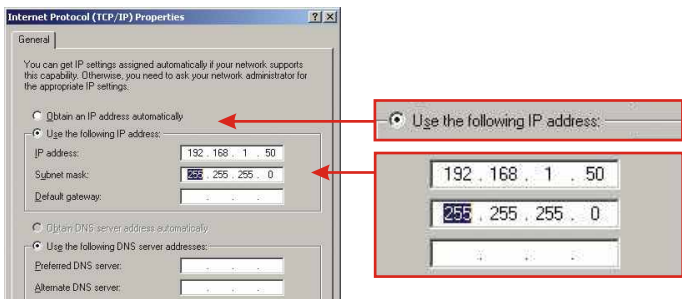 Internet Protocol (TCP/IP) Properties
General
You can get IP settings assigned automatically if your network supports
this capability. Otherwise, you need to ask your network administrator for
the appropriate IP settings.
Obtain an IP address automatically
Use the following IP address:
IP address: 192 . 168 . 1 . 50
Subnet mask: 255 . 255 . 255 . 0
Default gateway: . . .
Obtain DNS server address automatically
Use the following DNS server addresses:
Preferred DNS server: . . .
Alternate DNS server: . . .
Use the following IP address:
192 . 168 . 1 . 50
255 . 255 . 255 . 0
. . .